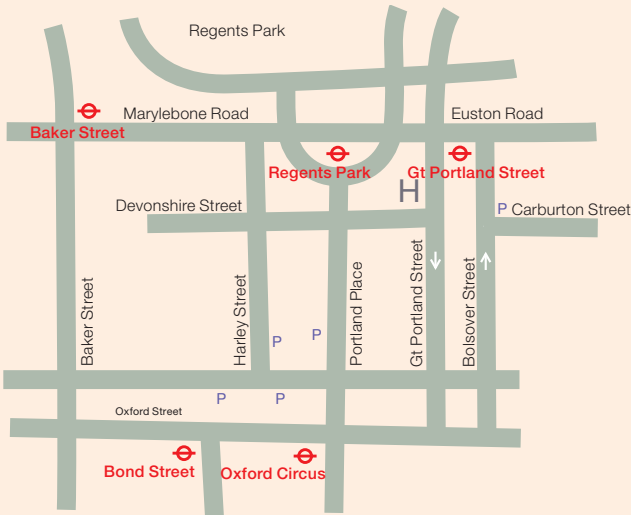 Regents Park
Marylebone Road
Euston Road
Baker Street
Regents Park
Gt Portland Street
H
Devonshire Street
P Carburton Street
Baker Street
Harley Street
Portland Place
Gt Portland Street
Bolsover Street
P
P
P
P
Oxford Street
Bond Street
Oxford Circus